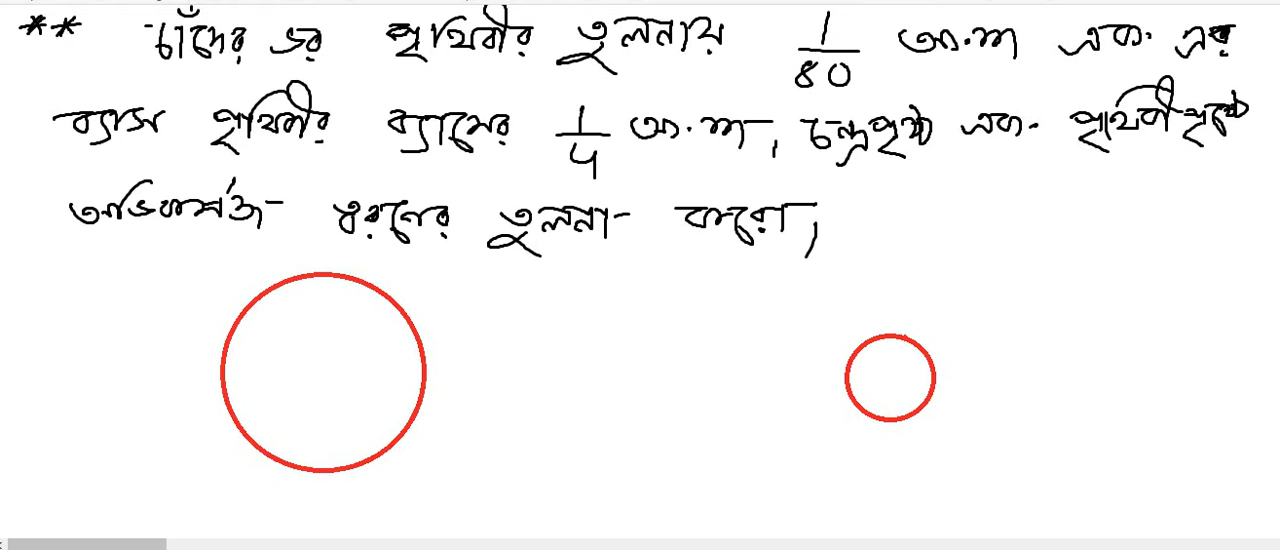 ** চাঁদের ভর পৃথিবীর তুলনায় 1/80 অংশ এবং এর
ব্যাস পৃথিবীর ব্যাসের 1/4 অংশ, চন্দ্রপৃষ্ঠে এবং পৃথিবীপৃষ্ঠে
অভিকর্ষজ ত্বরণের তুলনা করো,